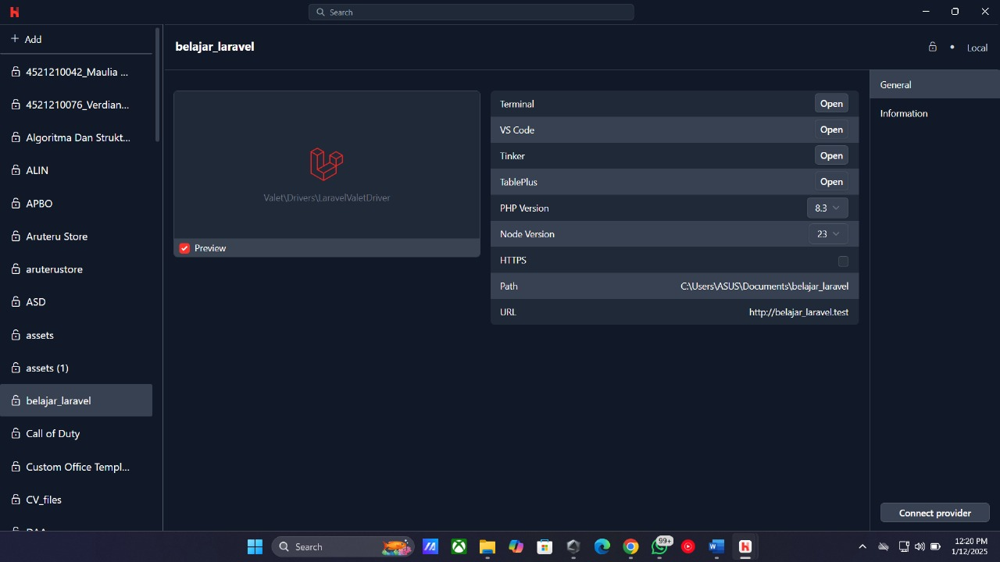 Search
+ Add
4521210042_Maulia ...
4521210076_Verdian...
Algoritma Dan Strukt...
ALIN
APBO
Aruteru Store
aruterustore
ASD
assets
assets (1)
belajar_laravel
Call of Duty
Custom Office Templ...
CV_files
belajar_laravel
Local
Valet\Drivers\LaravelValetDriver
Preview
Terminal Open
VS Code Open
Tinker Open
TablePlus Open
PHP Version 8.3
Node Version 23
HTTPS
Path C:\Users\ASUS\Documents\belajar_laravel
URL http://belajar_laravel.test
General
Information
Connect provider
Search
99+
12:20 PM
1/12/2025